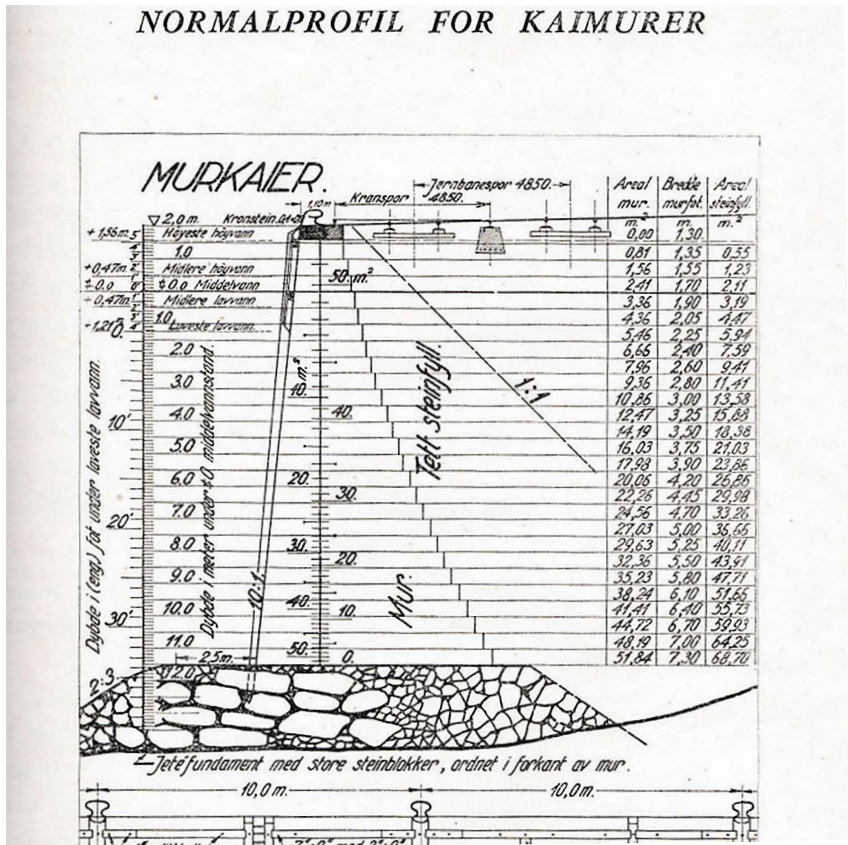 NORMALPROFIL FOR KAIMURER
MURKAIER.
Jernbanespor 4850.
Kranspor 4850.
1,10 m
Areal mur. m.²
Bredde murfot. m.
Areal steinfyll. m.²
2,0 m. Kronstein.
+ 1,56 m. 5' Höyeste höyvann
0,00 1,30
1.0
0,81 1,35 0,55
+ 0,47 m. Midlere höyvann
50. m²
1,56 1,55 1,23
± 0.0 0' ± 0.0 Middelvann
2,41 1,70 2,11
÷ 0,47 m. Midlere lavvann
3,36 1,90 3,19
1.0
4,36 2,05 4,47
÷ 1,21 Laveste lavvann.
0.
5,46 2,25 5,94
2.0
6,65 2,40 7,59
7,96 2,60 9,41
3.0
10. m.²
9,36 2,80 11,41
10,86 3,00 13,58
4.0
40.
12,47 3,25 15,88
10'
14,19 3,50 18,38
5.0
16,03 3,75 21,03
17,98 3,90 23,86
6.0
20.
20,06 4,20 26,86
30.
22,26 4,45 29,98
7.0
24,56 4,70 33,26
20'
27,03 5,00 36,65
8.0
30.
29,63 5,25 40,11
20.
32,36 5,50 43,91
9.0
35,23 5,80 47,71
38,24 6,10 51,66
10.0
40.
10.
41,41 6,40 55,73
30'
44,72 6,70 59,93
11.0
48,19 7,00 64,25
50.
0.
51,84 7,30 68,70
Dybde i (eng.) fot under laveste lavvann.
Dybde i meter under ± 0 middelvannstand.
10:1.
Mur.
Tett steinfyll.
1:1
2,5 m.
12.0
2:3
Jeté fundament med store steinblokker, ordnet i forkant av mur.
10,0 m.
10,0 m.